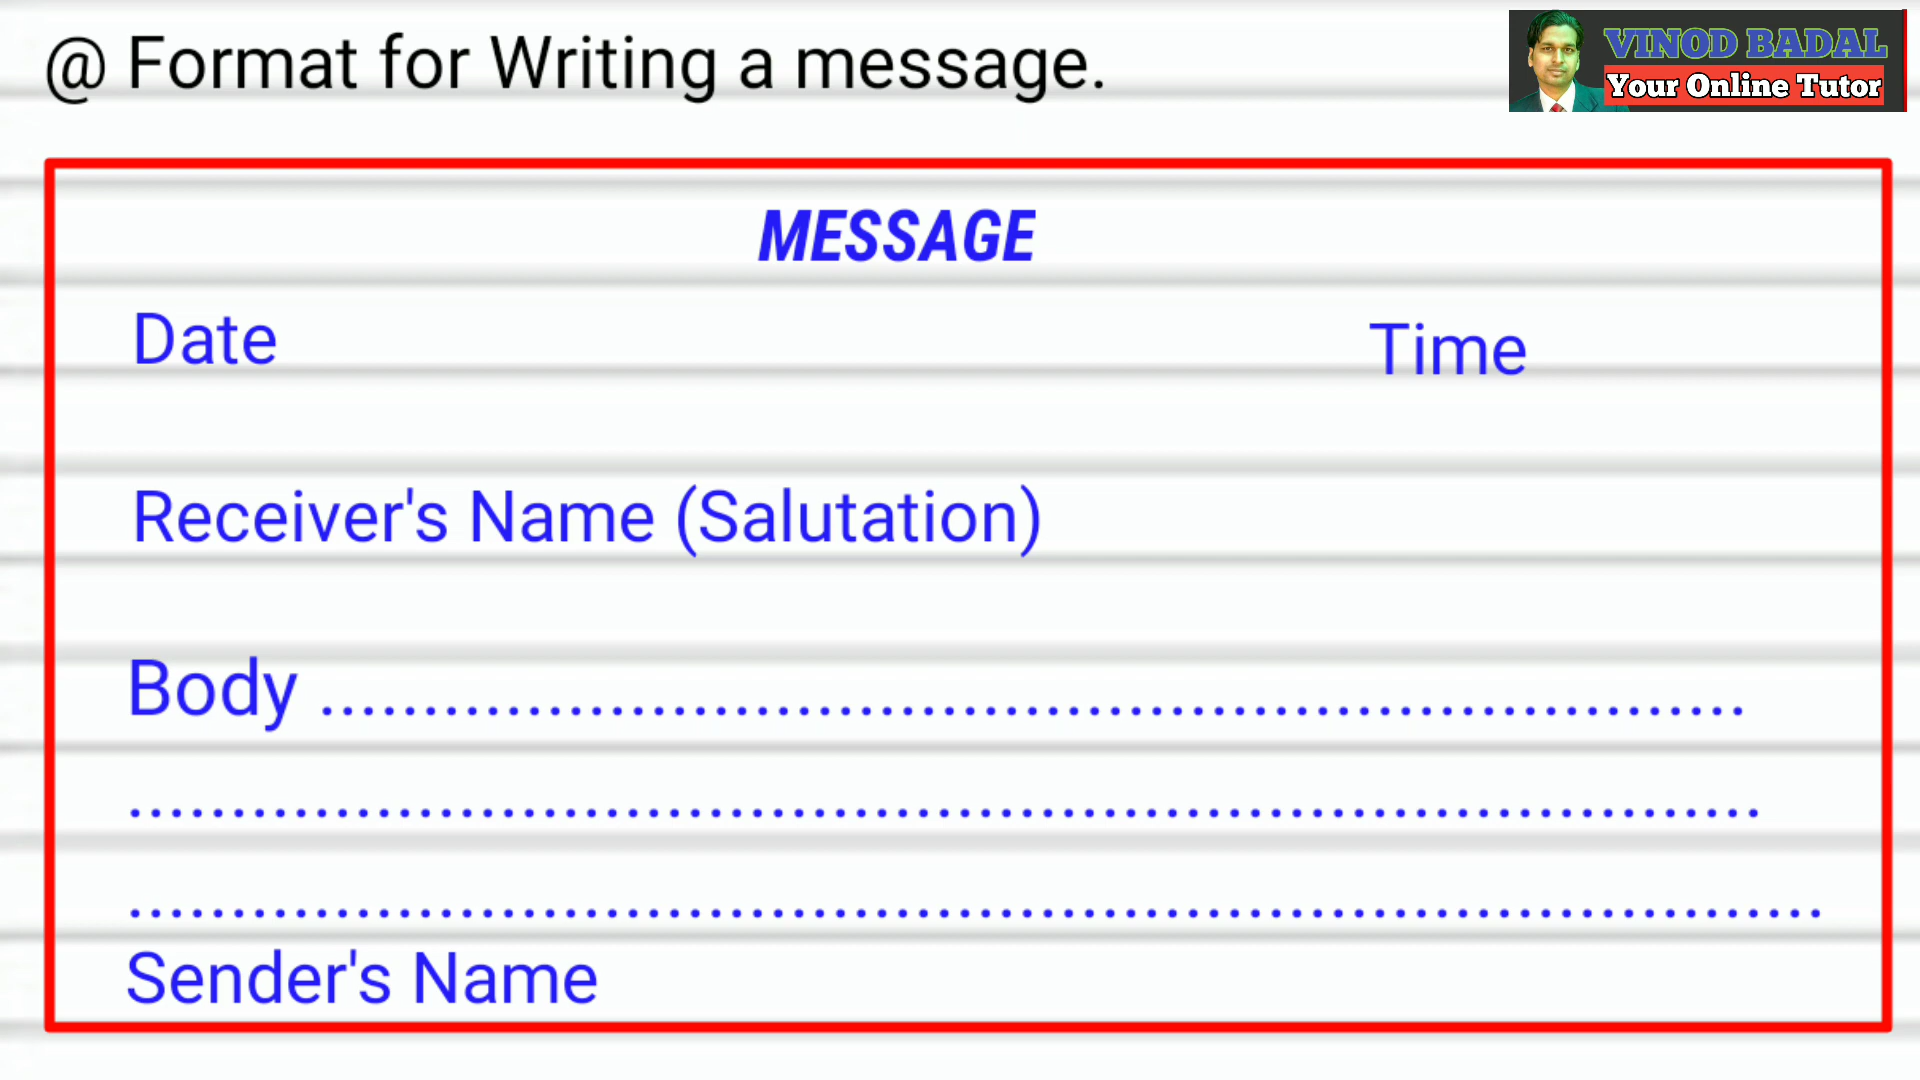 @ Format for Writing a message.
VINOD BADAL
Your Online Tutor
MESSAGE
Date Time
Receiver's Name (Salutation)
Body .....................................................................
...............................................................................
..................................................................................
Sender's Name